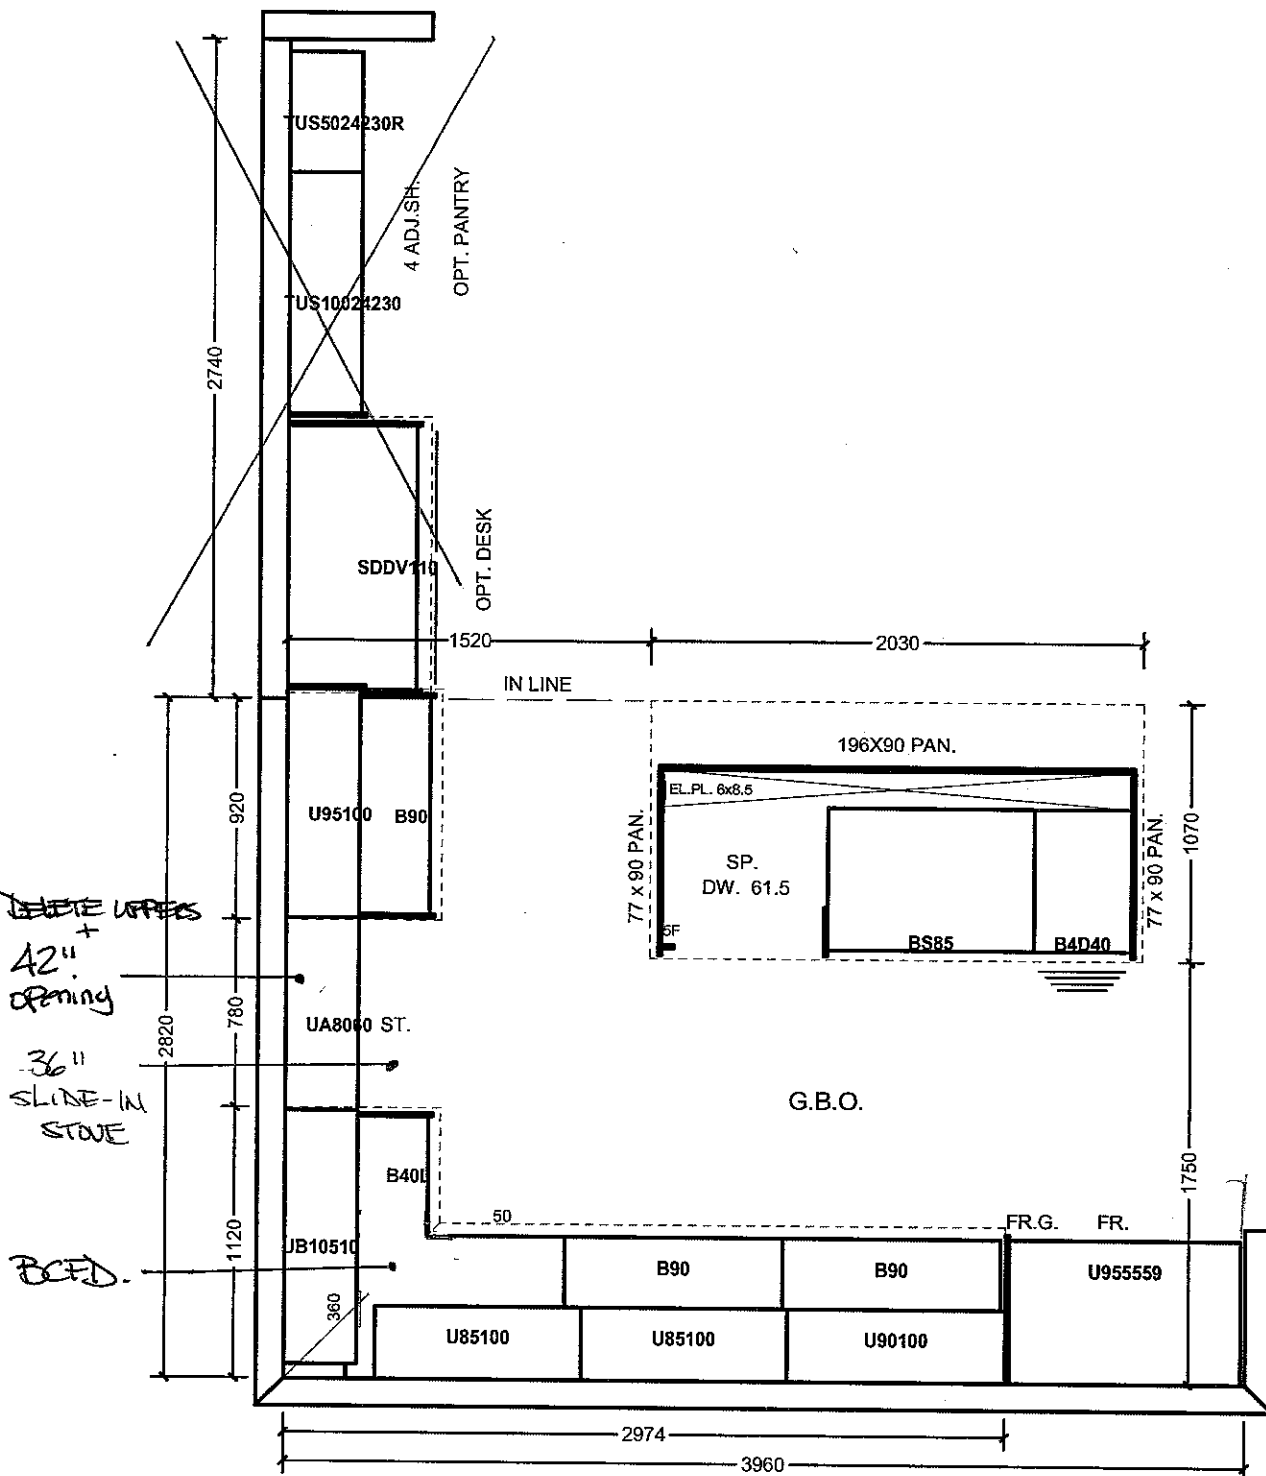 TUS5024230R
4 ADJ.SH.
OPT. PANTRY
TUS10024230
2740
SDDV110
OPT. DESK
1520
2030
IN LINE
196X90 PAN.
EL.PL. 6x8.5
77 x 90 PAN.
SP.
DW. 61.5
5F
BS85
B4D40
77 x 90 PAN.
1070
920
U95100
B90
DELETE UPPERS
+
42"
opening
2820
780
UA8060 ST.
36"
SLIDE-IN
STOVE
G.B.O.
1750
B40L
1120
UB10510
BCFD.
360
50
FR.G.
FR.
B90
B90
U955559
U85100
U85100
U90100
2974
3960